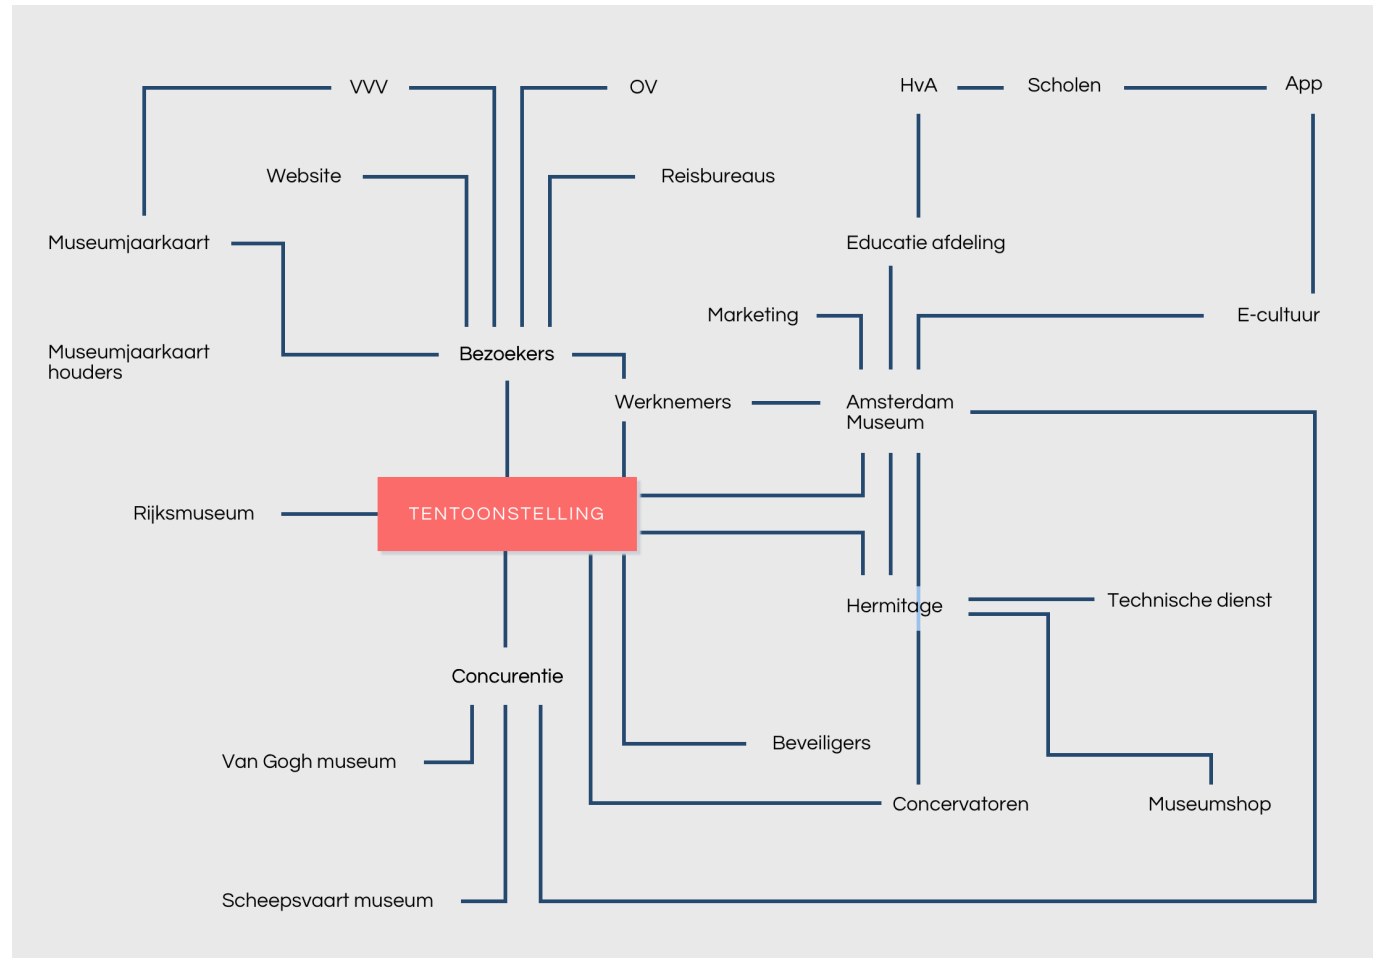 VVV
OV
HvA
Scholen
App
Website
Reisbureaus
Museumjaarkaart
Educatie afdeling
Marketing
E-cultuur
Museumjaarkaart
houders
Bezoekers
Werknemers
Amsterdam
Museum
Rijksmuseum
TENTOONSTELLING
Hermitage
Technische dienst
Concurentie
Van Gogh museum
Beveiligers
Concervatoren
Museumshop
Scheepsvaart museum